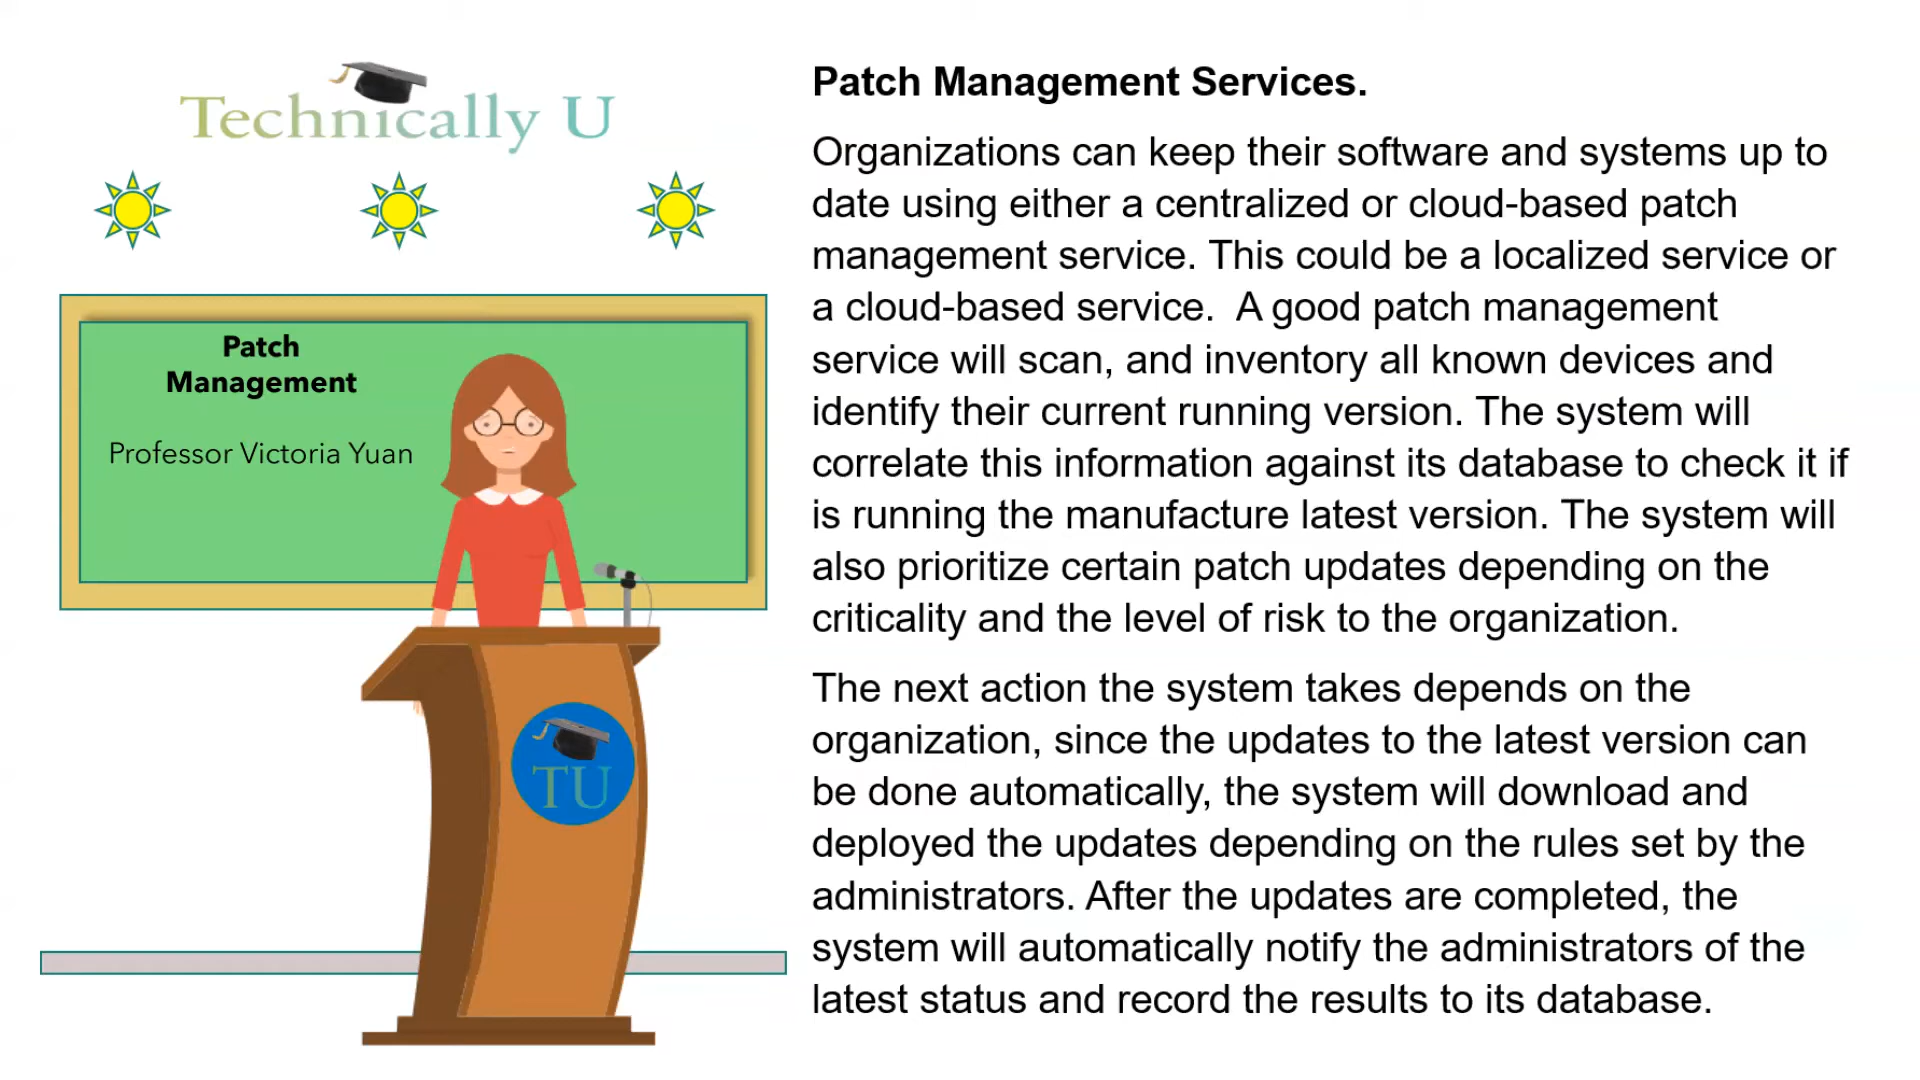 Technically U
Patch
Management
Professor Victoria Yuan
TU
Patch Management Services.
Organizations can keep their software and systems up to
date using either a centralized or cloud-based patch
management service. This could be a localized service or
a cloud-based service.  A good patch management
service will scan, and inventory all known devices and
identify their current running version. The system will
correlate this information against its database to check it if
is running the manufacture latest version. The system will
also prioritize certain patch updates depending on the
criticality and the level of risk to the organization.
The next action the system takes depends on the
organization, since the updates to the latest version can
be done automatically, the system will download and
deployed the updates depending on the rules set by the
administrators. After the updates are completed, the
system will automatically notify the administrators of the
latest status and record the results to its database.